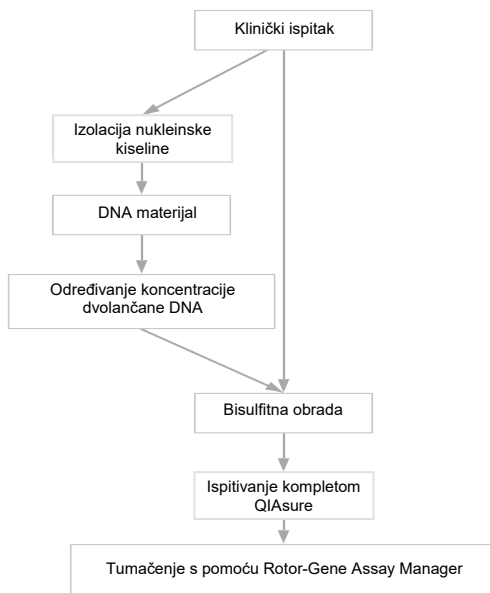 Klinički ispitak
Izolacija nukleinske
kiseline
DNA materijal
Određivanje koncentracije
dvolančane DNA
Bisulfitna obrada
Ispitivanje kompletom
QIAsure
Tumačenje s pomoću Rotor-Gene Assay Manager